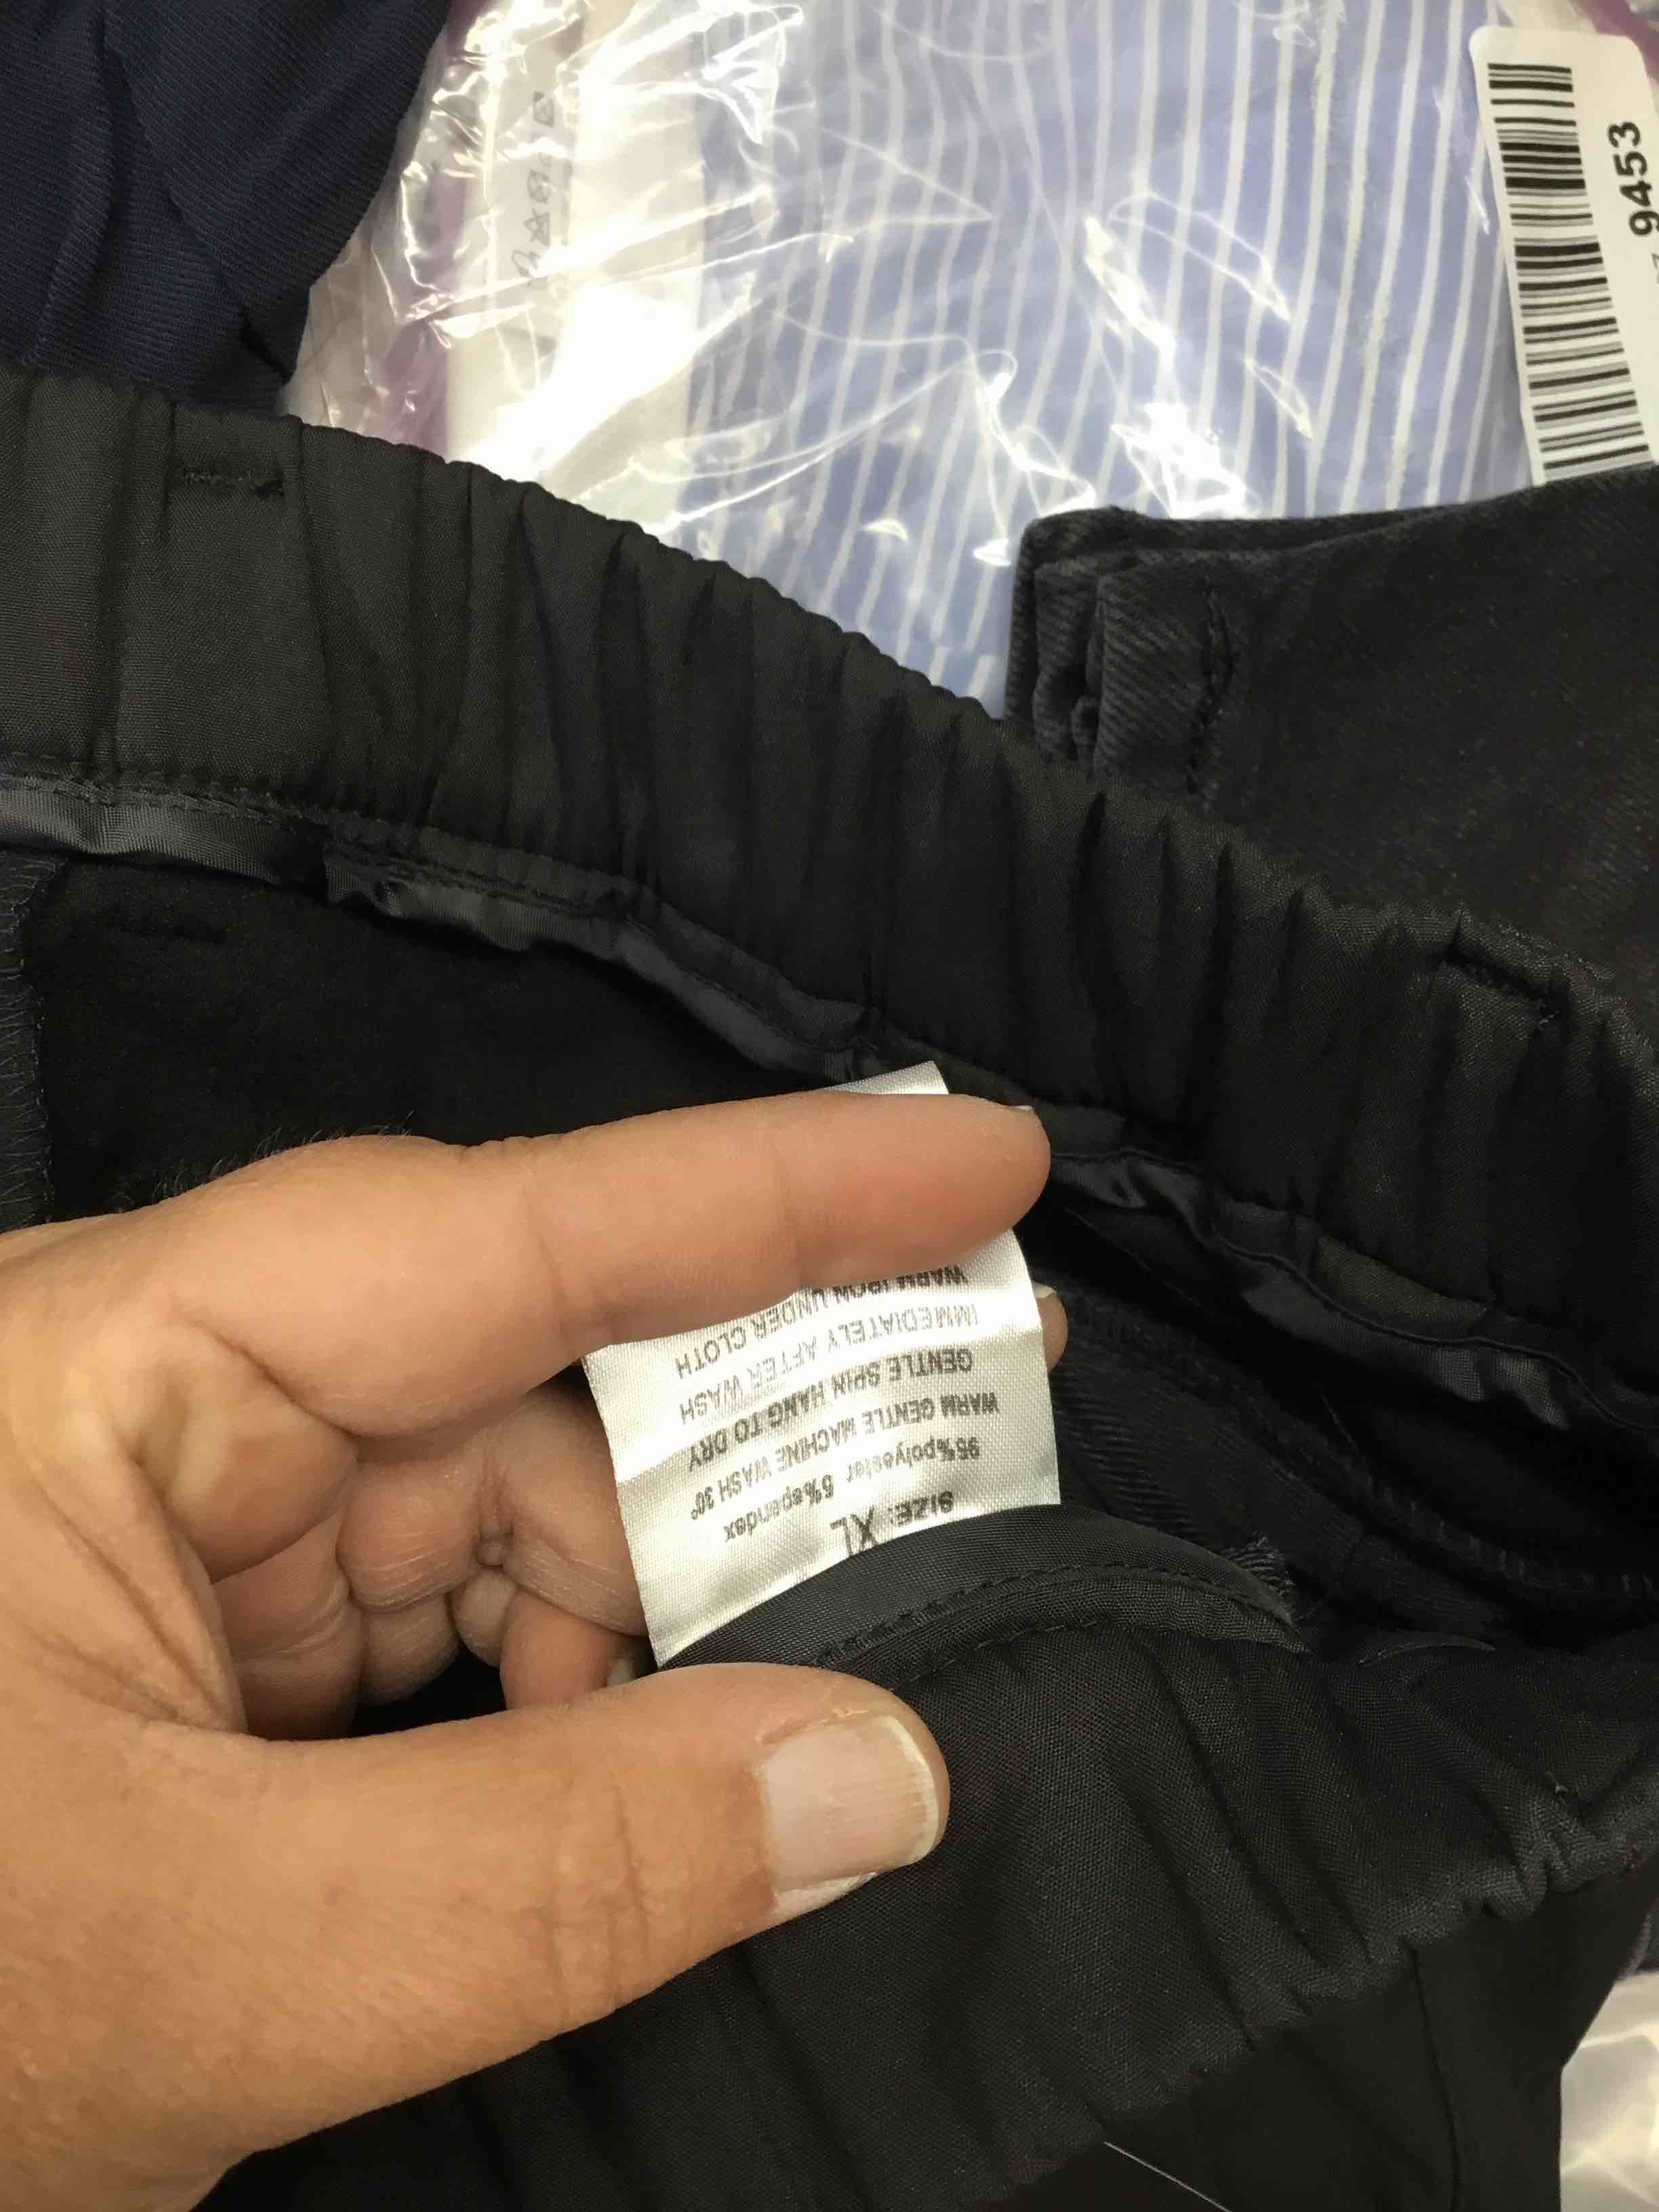 9453
SIZE: XL
95%polyester 5%spandex
WARM GENTLE MACHINE WASH 30°
GENTLE SPIN HANG TO DRY
IMMEDIATELY AFTER WASH
WARM IRON UNDER CLOTH